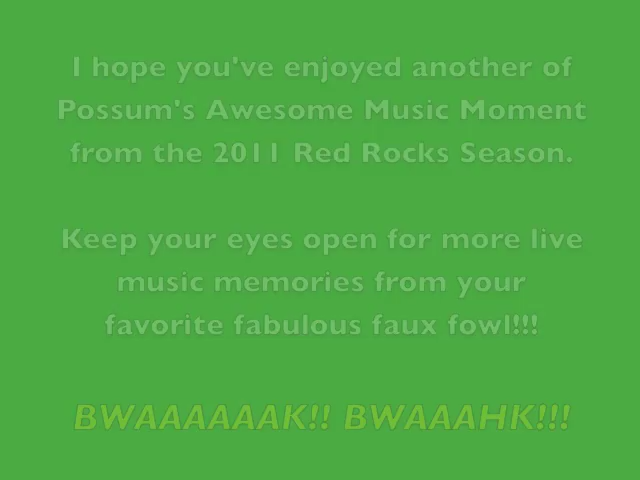 I hope you've enjoyed another of
Possum's Awesome Music Moment
from the 2011 Red Rocks Season.
Keep your eyes open for more live
music memories from your
favorite fabulous faux fowl!!!
BWAAAAAAK!! BWAAAHK!!!